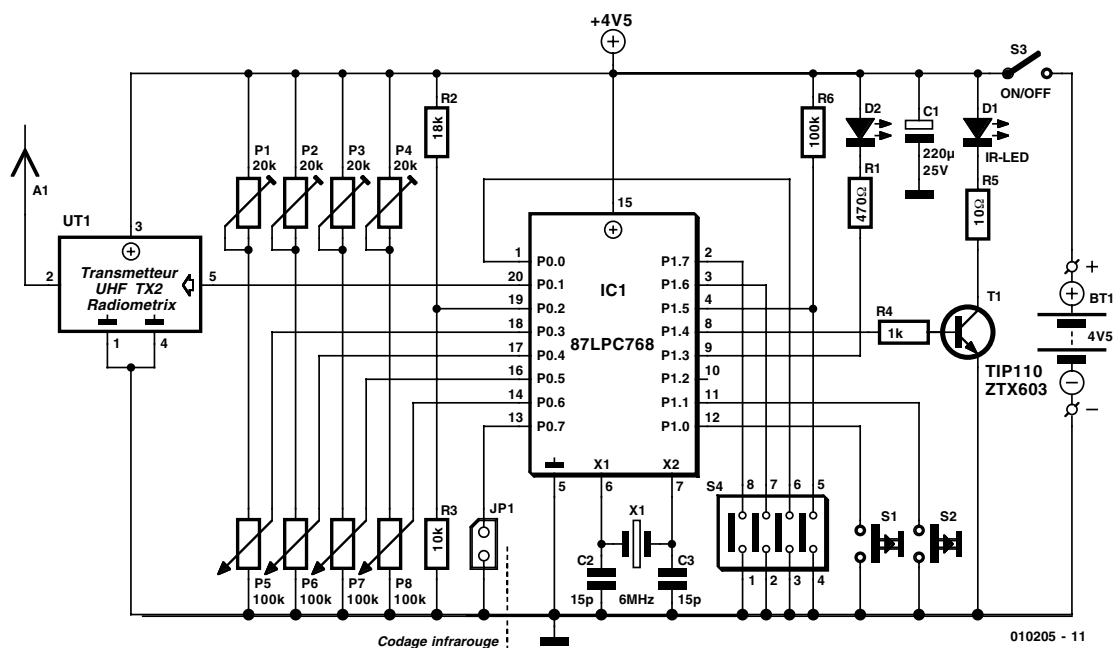 +4V5
S3
ON/OFF
R2
18k
R6
100k
D2
C1
220µ
25V
D1
IR-LED
P1
20k
P2
20k
P3
20k
P4
20k
R1
470Ω
R5
10Ω
A1
UT1
3
Transmetteur
UHF TX2
Radiometrix
2
5
1
4
15
IC1
87LPC768
1
P0.0
20
P0.1
19
P0.2
18
P0.3
17
P0.4
16
P0.5
14
P0.6
13
P0.7
P1.7
2
P1.6
3
P1.5
4
P1.4
8
P1.3
9
P1.2
10
P1.1
11
P1.0
12
R4
1k
T1
TIP110
ZTX603
+
BT1
4V5
−
X1
X2
5
6
7
P5
100k
P6
100k
P7
100k
P8
100k
R3
10k
JP1
X1
C2
15p
6MHz
C3
15p
S4
8
7
6
5
1
2
3
4
S1
S2
Codage infrarouge
010205 - 11